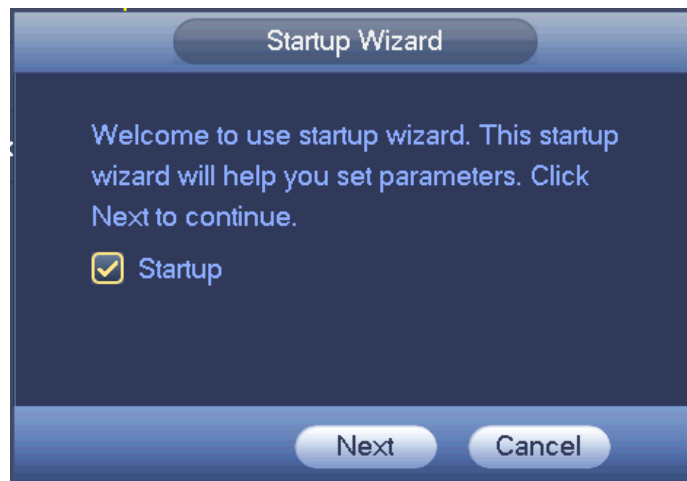 Startup Wizard
Welcome to use startup wizard. This startup
wizard will help you set parameters. Click
Next to continue.
Startup
Next Cancel